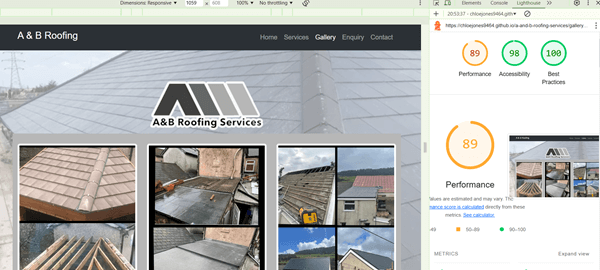 Dimensions: Responsive 1059 x 608 100% No throttling
Elements Console Lighthouse
20:53:37 - chloejones9464.gith
https://chloejones9464.github.io/a-and-b-roofing-services/gallery...
A & B Roofing
Home Services Gallery Enquiry Contact
A&B Roofing Services
89 98 100
Performance Accessibility Best Practices
89
Performance
Values are estimated and may vary. The
mance score is calculated directly from these
metrics. See calculator.
-49 50-89 90-100
METRICS Expand view